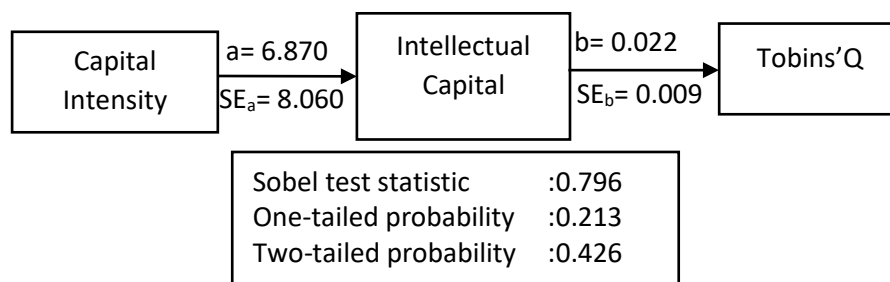 Capital
Intensity
a= 6.870
SEa= 8.060
Intellectual
Capital
b= 0.022
SEb= 0.009
Tobins’Q
Sobel test statistic :0.796
One-tailed probability :0.213
Two-tailed probability :0.426